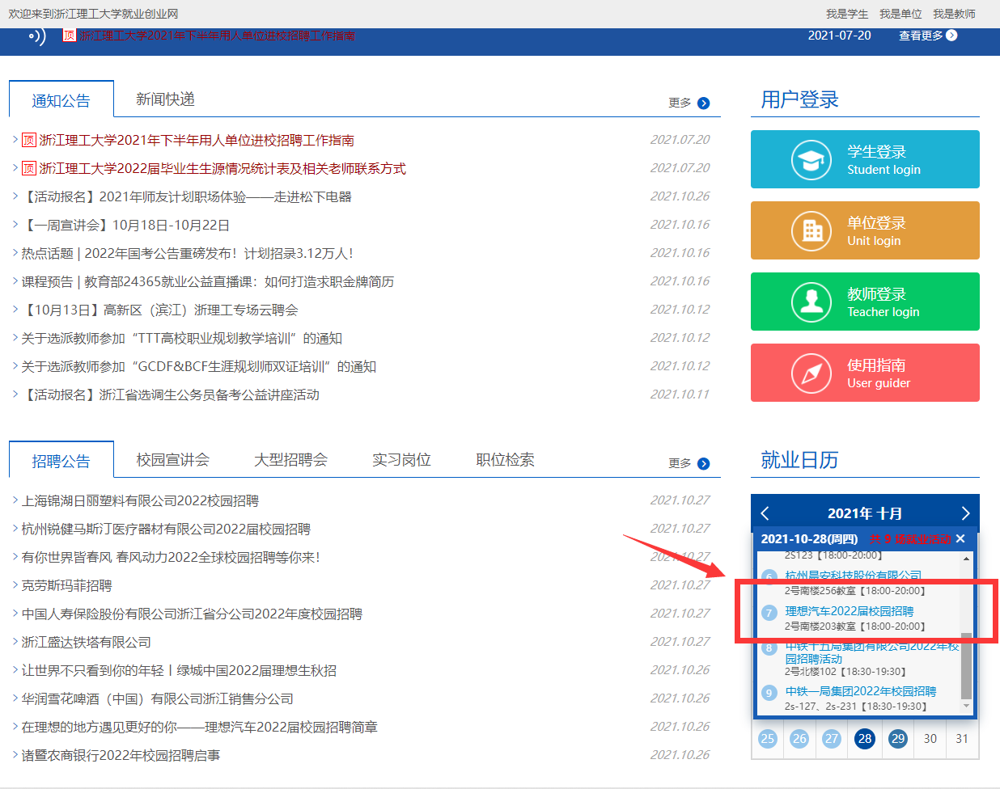 欢迎来到浙江理工大学就业创业网
我是学生 我是单位 我是教师
顶 浙江理工大学2021年下半年用人单位进校招聘工作指南 2021-07-20 查看更多
通知公告 新闻快递 更多
顶 浙江理工大学2021年下半年用人单位进校招聘工作指南 2021.07.20
顶 浙江理工大学2022届毕业生生源情况统计表及相关老师联系方式 2021.07.20
【活动报名】2021年师友计划职场体验——走进松下电器 2021.10.26
【一周宣讲会】10月18日-10月22日 2021.10.16
热点话题 | 2022年国考公告重磅发布！计划招录3.12万人！ 2021.10.16
课程预告 | 教育部24365就业公益直播课：如何打造求职金牌简历 2021.10.16
【10月13日】高新区（滨江）浙理工专场云聘会 2021.10.12
关于选派教师参加“TTT高校职业规划教学培训”的通知 2021.10.12
关于选派教师参加“GCDF&BCF生涯规划师双证培训”的通知 2021.10.12
【活动报名】浙江省选调生公务员备考公益讲座活动 2021.10.11
用户登录
学生登录
Student login
单位登录
Unit login
教师登录
Teacher login
使用指南
User guider
招聘公告 校园宣讲会 大型招聘会 实习岗位 职位检索 更多
上海锦湖日丽塑料有限公司2022校园招聘 2021.10.27
杭州锐健马斯汀医疗器材有限公司2022届校园招聘 2021.10.27
有你世界皆春风 春风动力2022全球校园招聘等你来！ 2021.10.27
克劳斯玛菲招聘 2021.10.27
中国人寿保险股份有限公司浙江省分公司2022年度校园招聘 2021.10.27
浙江盛达铁塔有限公司 2021.10.27
让世界不只看到你的年轻丨绿城中国2022届理想生秋招 2021.10.26
华润雪花啤酒（中国）有限公司浙江销售分公司 2021.10.26
在理想的地方遇见更好的你——理想汽车2022届校园招聘简章 2021.10.26
诸暨农商银行2022年校园招聘启事 2021.10.26
就业日历
2021年 十月
2021-10-28(周四) 共 9 场就业活动
2S123【18:00-20:00】
6 杭州晨安科技股份有限公司
2号南楼256教室【18:00-20:00】
7 理想汽车2022届校园招聘
2号南楼203教室【18:00-20:00】
8 中铁十五局集团有限公司2022年校
园招聘活动
2号北楼102【18:30-19:30】
9 中铁一局集团2022年校园招聘
2s-127、2s-231【18:30-19:30】
25 26 27 28 29 30 31